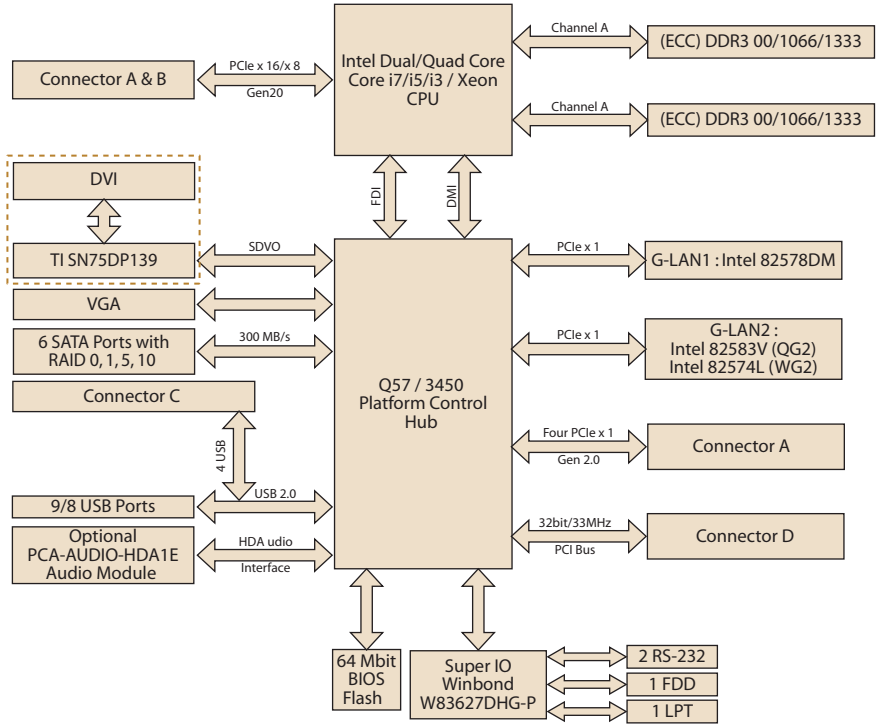 Intel Dual/Quad Core
Core i7/i5/i3 / Xeon
CPU
Channel A
(ECC) DDR3 00/1066/1333
Connector A & B
PCIe x 16/x 8
Gen20
Channel A
(ECC) DDR3 00/1066/1333
FDI
DMI
DVI
TI SN75DP139
SDVO
VGA
6 SATA Ports with
RAID 0, 1, 5, 10
300 MB/s
Connector C
4 USB
9/8 USB Ports
USB 2.0
Optional
PCA-AUDIO-HDA1E
Audio Module
HDA udio
Interface
Q57 / 3450
Platform Control
Hub
PCIe x 1
G-LAN1 : Intel 82578DM
PCIe x 1
G-LAN2 :
Intel 82583V (QG2)
Intel 82574L (WG2)
Four PCIe x 1
Gen 2.0
Connector A
32bit/33MHz
PCI Bus
Connector D
64 Mbit
BIOS
Flash
Super IO
Winbond
W83627DHG-P
2 RS-232
1 FDD
1 LPT